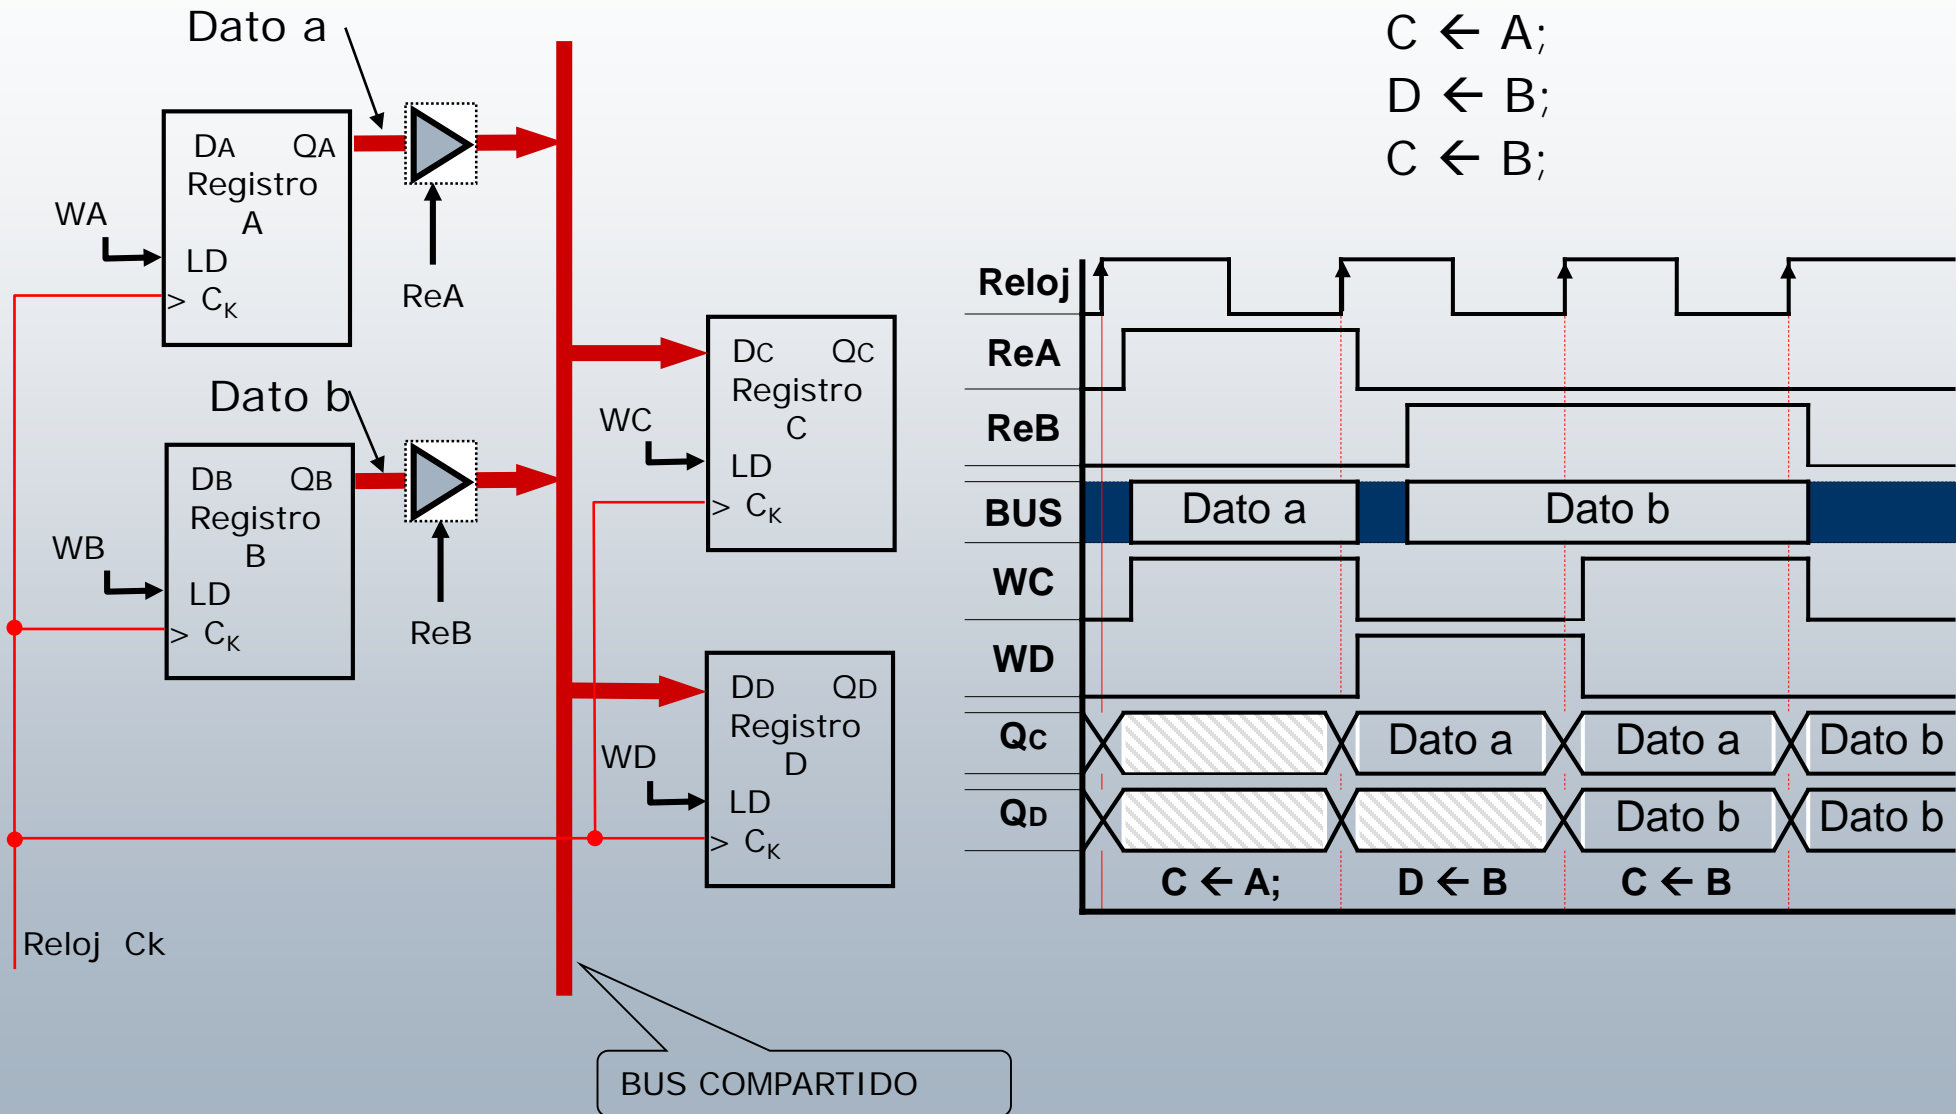 Dato a
DA QA
Registro
A
LD
> CK
WA
ReA
Dato b
DB QB
Registro
B
LD
> CK
WB
ReB
DC QC
Registro
C
LD
> CK
WC
DD QD
Registro
D
LD
> CK
WD
Reloj Ck
BUS COMPARTIDO
C ← A;
D ← B;
C ← B;
Reloj
ReA
ReB
BUS Dato a Dato b
WC
WD
QC Dato a Dato a Dato b
QD Dato b Dato b
C ← A; D ← B C ← B